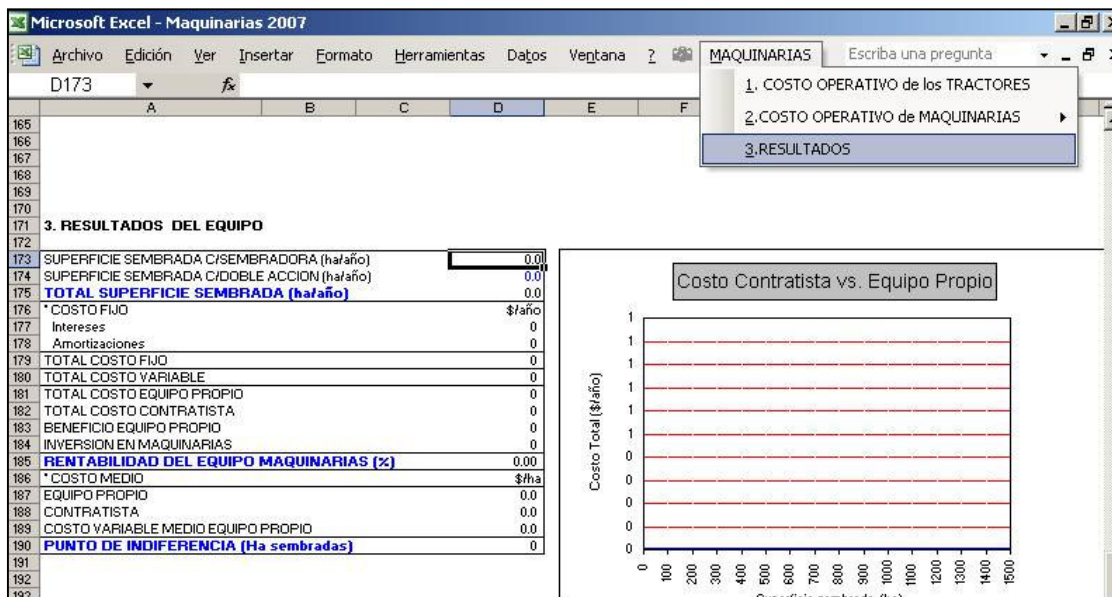 Microsoft Excel - Maquinarias 2007
Archivo Edición Ver Insertar Formato Herramientas Datos Ventana ? MAQUINARIAS Escriba una pregunta
1. COSTO OPERATIVO de los TRACTORES
2.COSTO OPERATIVO de MAQUINARIAS
3.RESULTADOS
D173 fx
A B C D E F
165
166
167
168
169
170
171 3. RESULTADOS DEL EQUIPO
172
173 SUPERFICIE SEMBRADA C/SEMBRADORA (ha/año) 0.0
174 SUPERFICIE SEMBRADA C/DOBLE ACCION (ha/año) 0.0
175 TOTAL SUPERFICIE SEMBRADA (ha/año) 0.0
176 * COSTO FIJO $/año
177 Intereses 0
178 Amortizaciones 0
179 TOTAL COSTO FIJO 0
180 TOTAL COSTO VARIABLE 0
181 TOTAL COSTO EQUIPO PROPIO 0
182 TOTAL COSTO CONTRATISTA 0
183 BENEFICIO EQUIPO PROPIO 0
184 INVERSION EN MAQUINARIAS 0
185 RENTABILIDAD DEL EQUIPO MAQUINARIAS (%) 0.00
186 * COSTO MEDIO $/ha
187 EQUIPO PROPIO 0.0
188 CONTRATISTA 0.0
189 COSTO VARIABLE MEDIO EQUIPO PROPIO 0.0
190 PUNTO DE INDIFERENCIA (Ha sembradas) 0
191
192
193
Costo Contratista vs. Equipo Propio
Costo Total ($/año)
1
1
1
1
1
1
0
0
0
0
0
0 100 200 300 400 500 600 700 800 900 1000 1100 1200 1300 1400 1500
Superficie sembrada (ha)